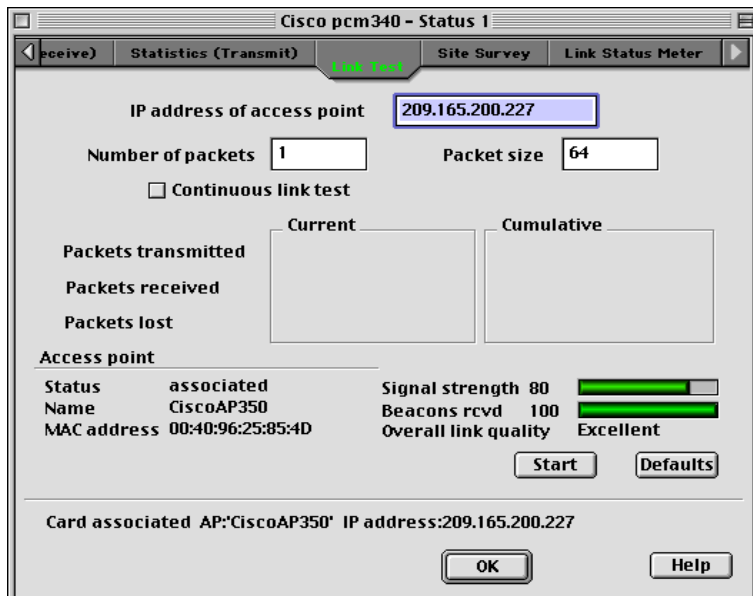 Cisco pcm340 - Status 1
eceive) Statistics (Transmit) Link Test Site Survey Link Status Meter
IP address of access point 209.165.200.227
Number of packets 1 Packet size 64
Continuous link test
Current Cumulative
Packets transmitted
Packets received
Packets lost
Access point
Status associated Signal strength 80
Name CiscoAP350 Beacons rcvd 100
MAC address 00:40:96:25:85:4D Overall link quality Excellent
Start Defaults
Card associated AP:'CiscoAP350' IP address:209.165.200.227
OK Help